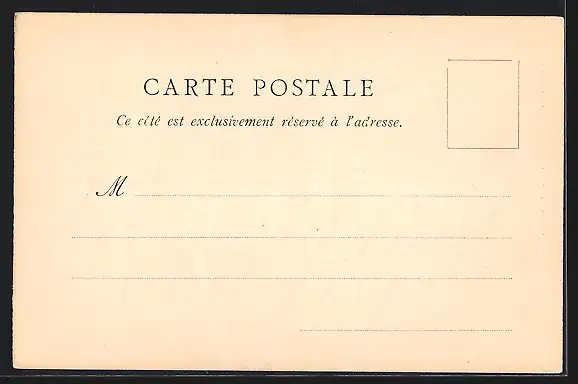 CARTE POSTALE
Ce côté est exclusivement réservé à l'adresse.
M